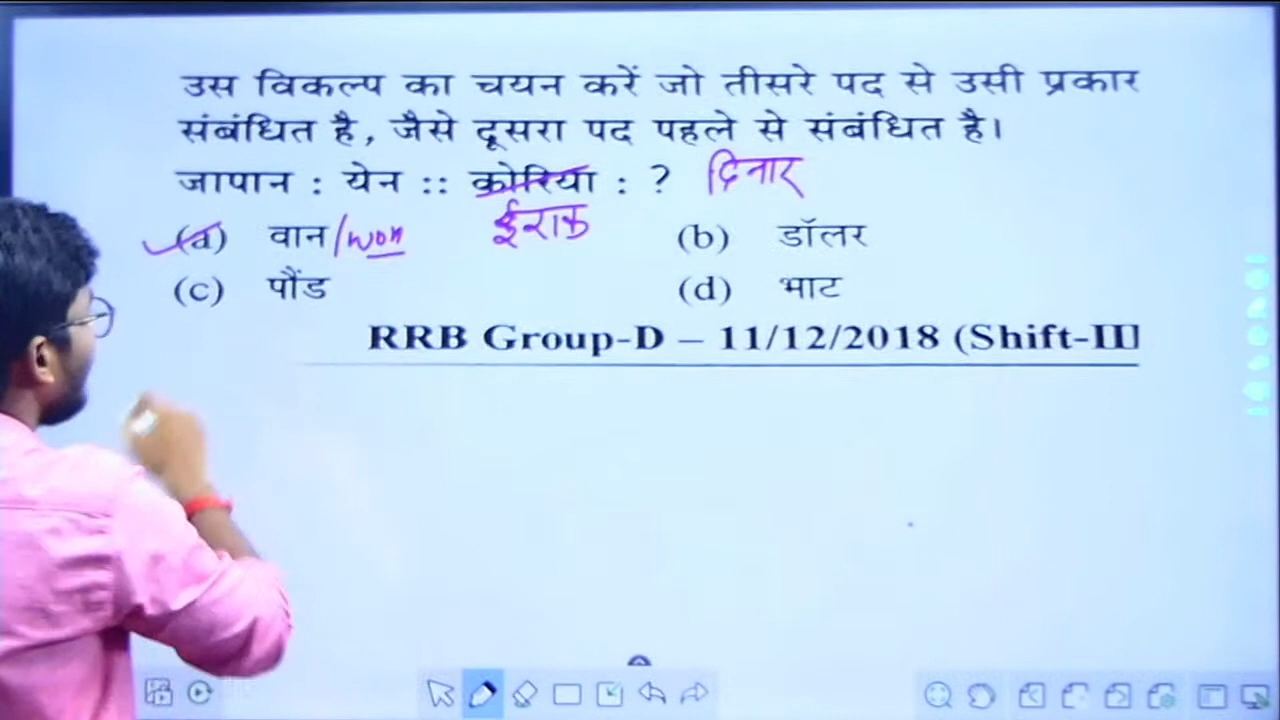 उस विकल्प का चयन करें जो तीसरे पद से उसी प्रकार
संबंधित है, जैसे दूसरा पद पहले से संबंधित है।
जापान : येन :: कोरिया : ? दिनार
ईराक
(a) वान/won (b) डॉलर
(c) पौंड (d) भाट
RRB Group-D – 11/12/2018 (Shift-II)